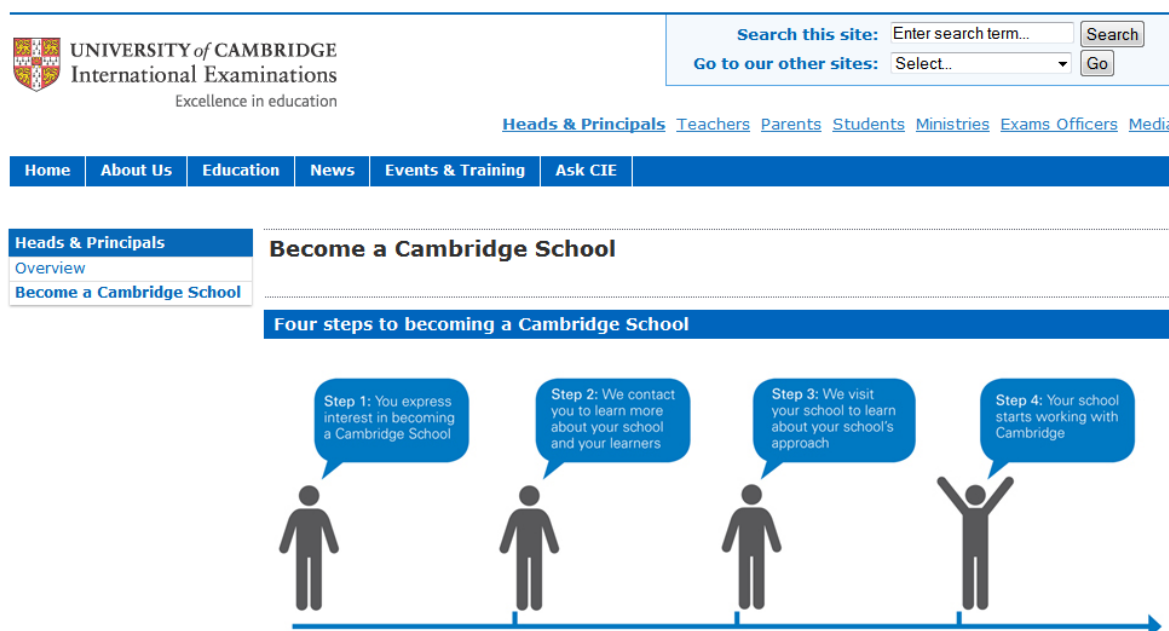 UNIVERSITY of CAMBRIDGE
International Examinations
Excellence in education
Search this site: Enter search term... Search
Go to our other sites: Select... Go
Heads & Principals Teachers Parents Students Ministries Exams Officers Media
Home About Us Education News Events & Training Ask CIE
Heads & Principals
Overview
Become a Cambridge School
Become a Cambridge School
Four steps to becoming a Cambridge School
Step 1: You express
interest in becoming
a Cambridge School
Step 2: We contact
you to learn more
about your school
and your learners
Step 3: We visit
your school to learn
about your school's
approach
Step 4: Your school
starts working with
Cambridge